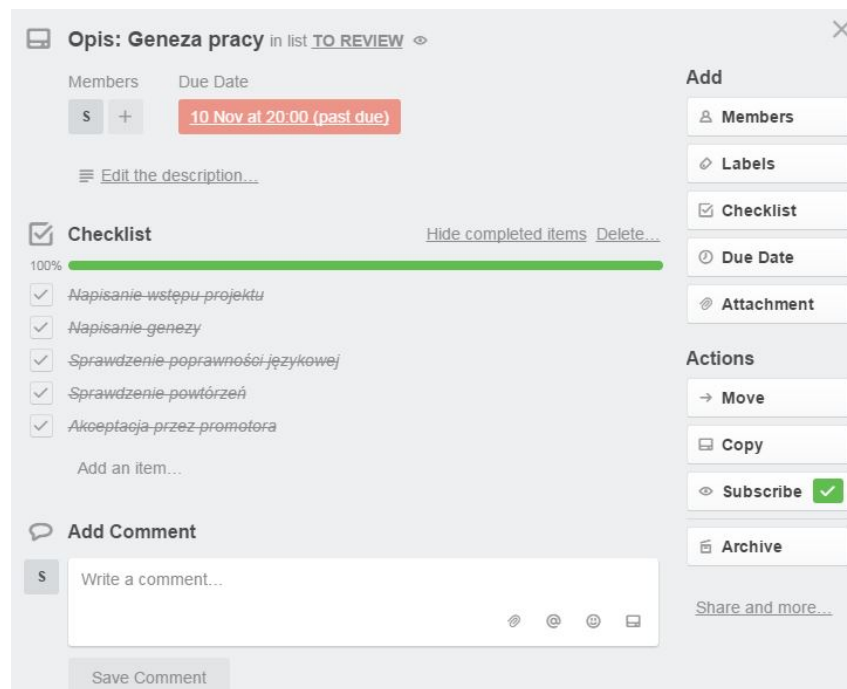 Opis: Geneza pracy in list TO REVIEW
Members Due Date
S + 10 Nov at 20:00 (past due)
Edit the description…
Checklist Hide completed items Delete…
100%
Napisanie wstępu projektu
Napisanie genezy
Sprawdzenie poprawności językowej
Sprawdzenie powtórzeń
Akceptacja przez promotora
Add an item…
Add Comment
S
Write a comment…
@
Save Comment
Add
Members
Labels
Checklist
Due Date
Attachment
Actions
Move
Copy
Subscribe
Archive
Share and more…